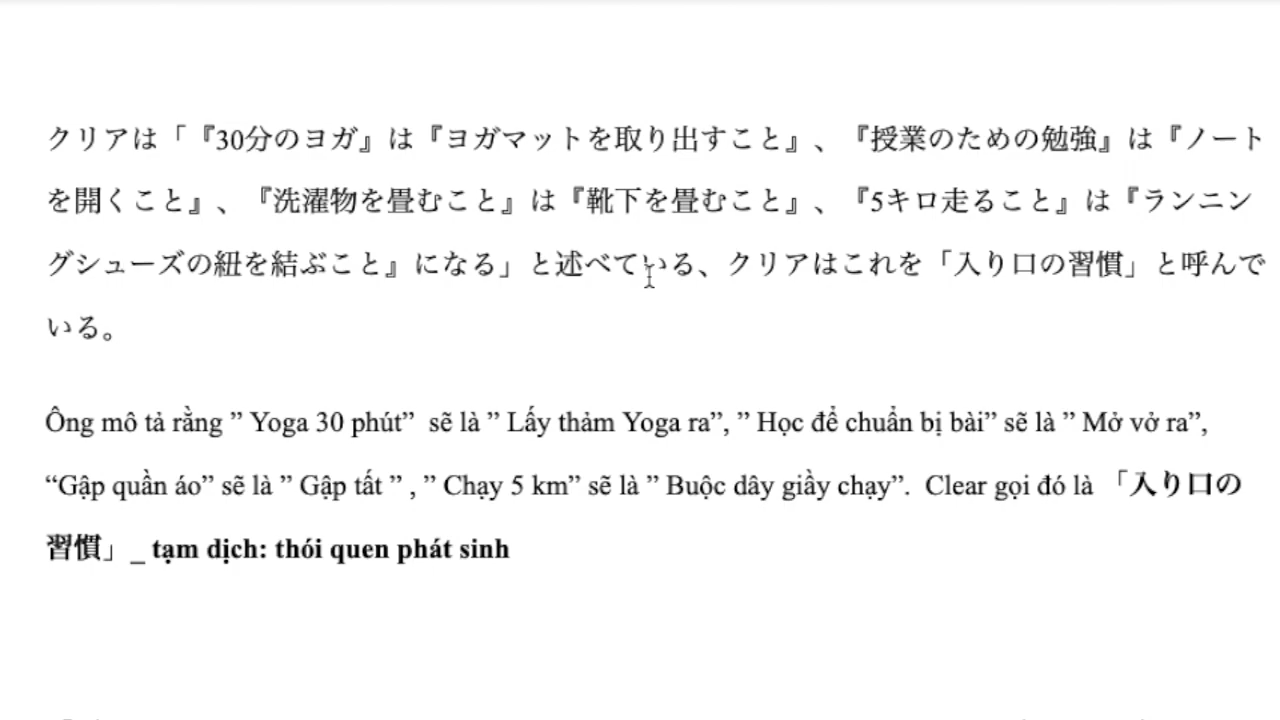 クリアは「『30分のヨガ』は『ヨガマットを取り出すこと』、『授業のための勉強』は『ノート
を開くこと』、『洗濯物を畳むこと』は『靴下を畳むこと』、『5キロ走ること』は『ランニン
グシューズの紐を結ぶこと』になる」と述べている、クリアはこれを「入り口の習慣」と呼んで
いる。
Ông mô tả rằng ” Yoga 30 phút” sẽ là ” Lấy thảm Yoga ra”, ” Học để chuẩn bị bài” sẽ là ” Mở vở ra”,
“Gập quần áo” sẽ là ” Gập tất ” , ” Chạy 5 km” sẽ là ” Buộc dây giầy chạy”. Clear gọi đó là 「入り口の
習慣」_ tạm dịch: thói quen phát sinh